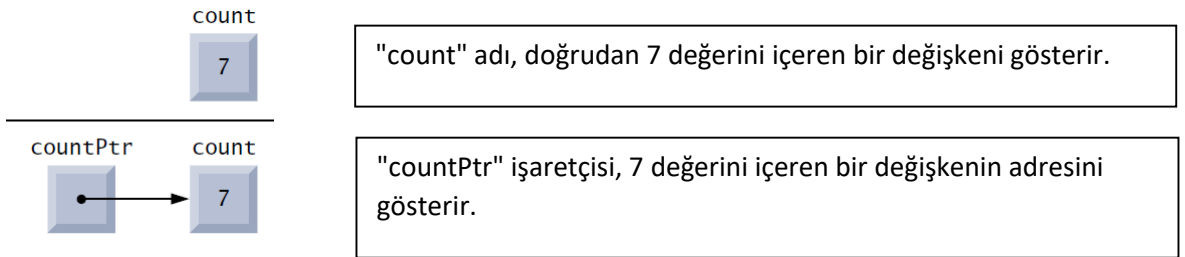 count
7
"count" adı, doğrudan 7 değerini içeren bir değişkeni gösterir.
countPtr count
7
"countPtr" işaretçisi, 7 değerini içeren bir değişkenin adresini
gösterir.